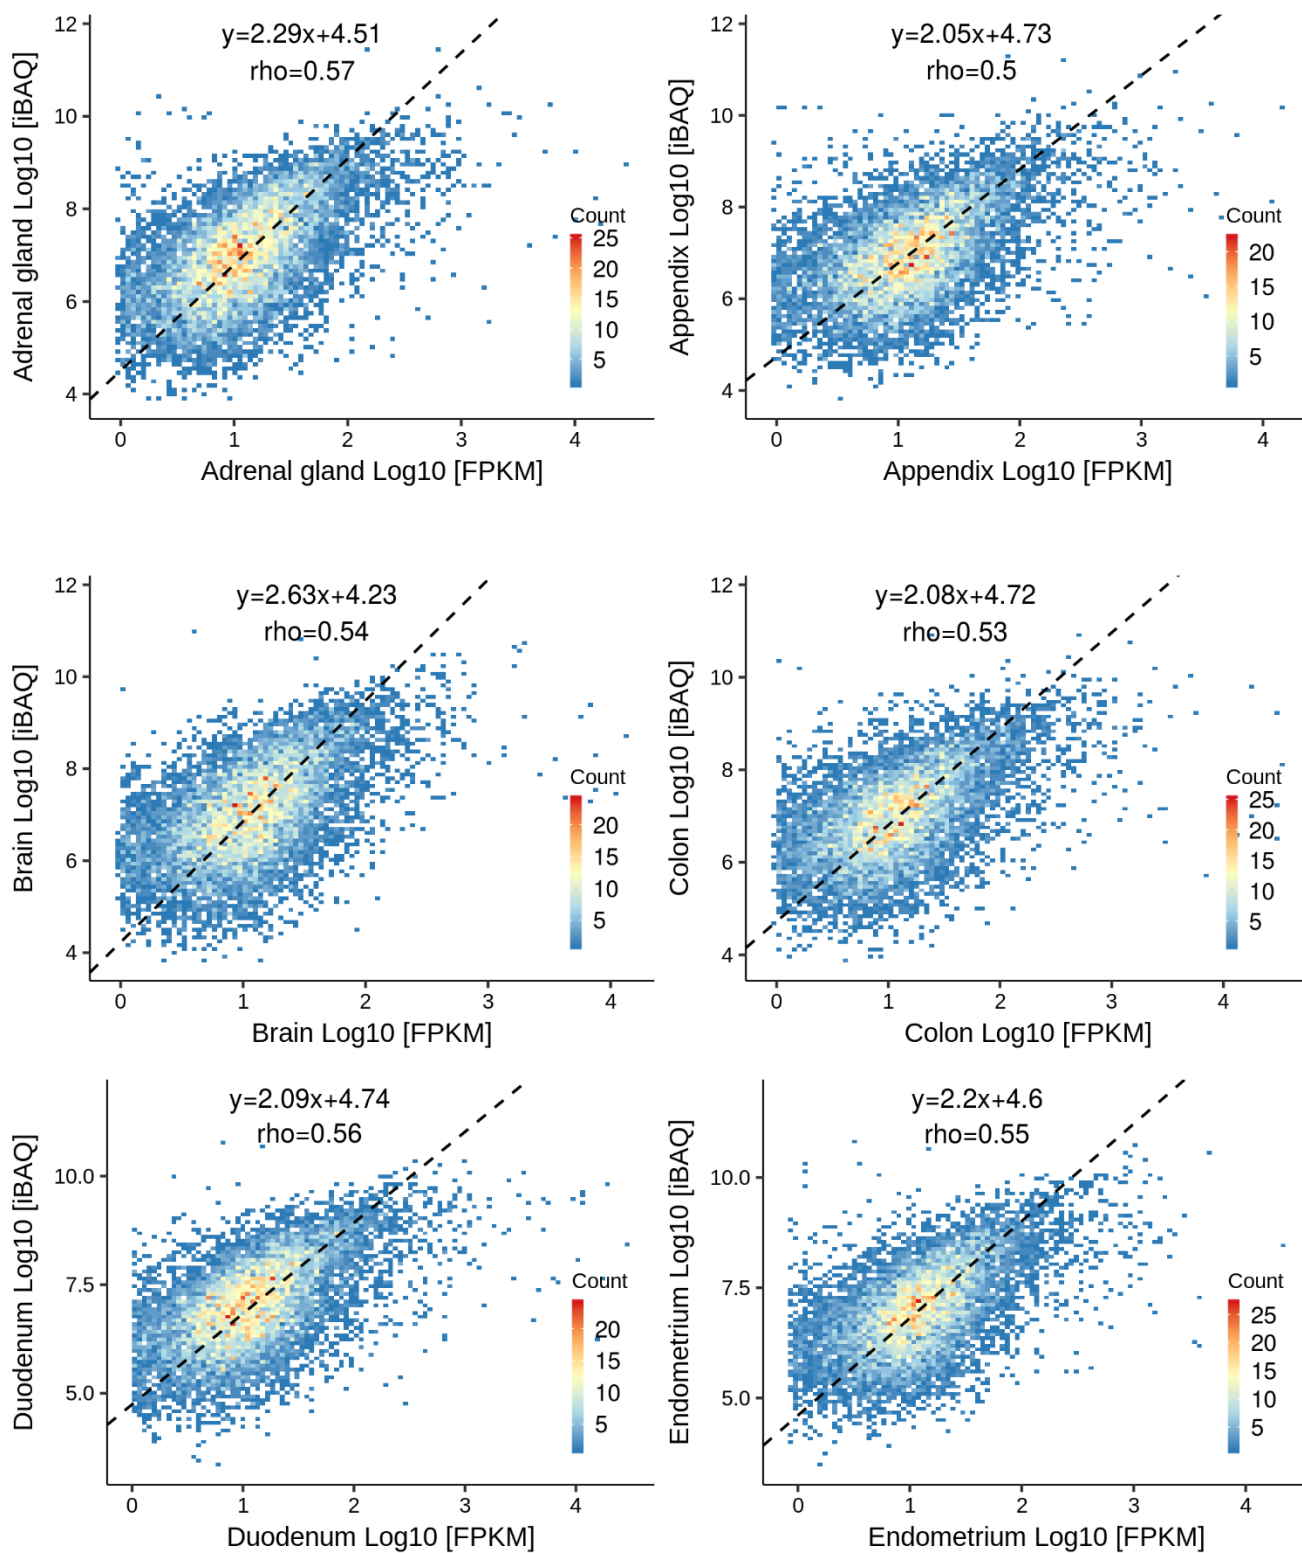 y=2.29x+4.51
rho=0.57
Adrenal gland Log10 [iBAQ]
12
10
8
6
4
Count
25
20
15
10
5
0 1 2 3 4
Adrenal gland Log10 [FPKM]
y=2.05x+4.73
rho=0.5
Appendix Log10 [iBAQ]
12
10
8
6
4
Count
20
15
10
5
0 1 2 3 4
Appendix Log10 [FPKM]
y=2.63x+4.23
rho=0.54
Brain Log10 [iBAQ]
12
10
8
6
4
Count
20
15
10
5
0 1 2 3 4
Brain Log10 [FPKM]
y=2.08x+4.72
rho=0.53
Colon Log10 [iBAQ]
12
10
8
6
4
Count
25
20
15
10
5
0 1 2 3 4
Colon Log10 [FPKM]
y=2.09x+4.74
rho=0.56
Duodenum Log10 [iBAQ]
10.0
7.5
5.0
Count
20
15
10
5
0 1 2 3 4
Duodenum Log10 [FPKM]
y=2.2x+4.6
rho=0.55
Endometrium Log10 [iBAQ]
10.0
7.5
5.0
Count
25
20
15
10
5
0 1 2 3 4
Endometrium Log10 [FPKM]